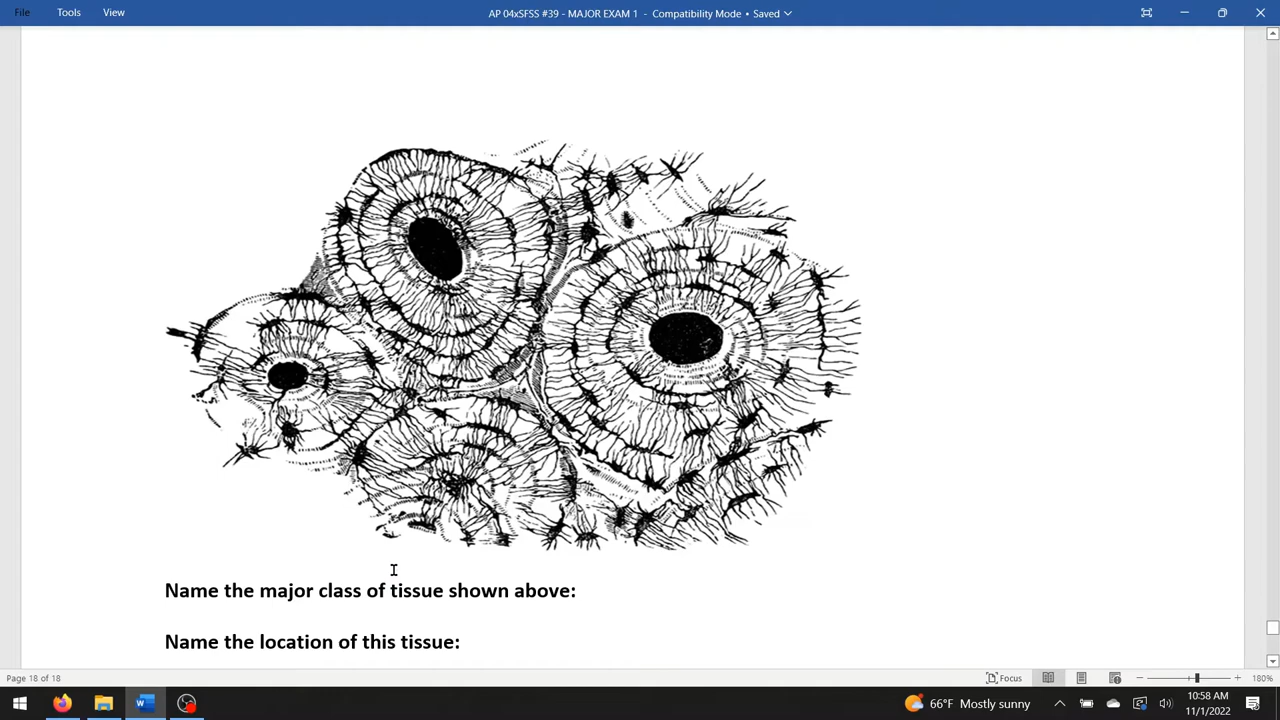 File Tools View AP 04xSFSS #39 - MAJOR EXAM 1 - Compatibility Mode • Saved
Name the major class of tissue shown above:
Name the location of this tissue:
Page 18 of 18 Focus 180%
66°F Mostly sunny 10:58 AM
11/1/2022